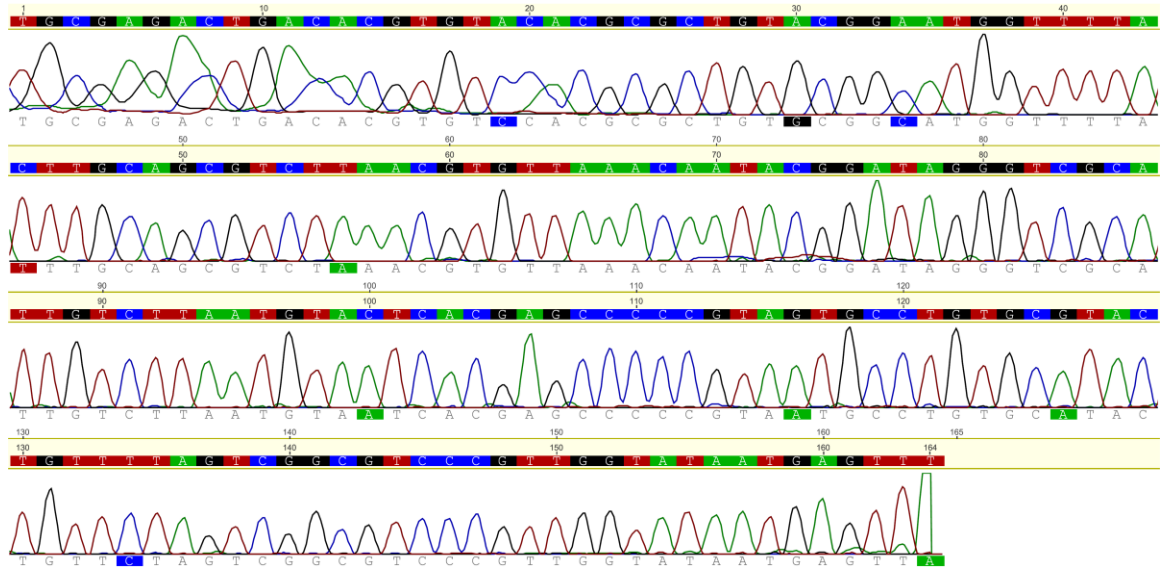 1 10 20 30 40
TGCGAGACTGACACGTGTACACGCGCTGTACGGAATGGTTTTA
TGCGAGACTGACACGTGTCCACGCGCTGTGCGGCATGGTTTTA
50 60 70 80
50 60 70 80
CTTGCAGCGTCTTAACGTGTTAAACAATACGGATAGGGTCGCA
TTTGCAGCGTCTAAACGTGTTAAACAATACGGATAGGGTCGCA
90 100 110 120
90 100 110 120
TTGTCTTAATGTACTCACGAGCCCCCGTAGTGCCTGTGCGTAC
TTGTCTTAATGTAATCACGAGCCCCCGTAATGCCTGTGCATAC
130 140 150 160 165
130 140 150 160 164
TGTTTTAGTCGGCGTCCCGTTGGTATAATGAGTTT
TGTTCTAGTCGGCGTCCCGTTGGTATAATGAGTTA